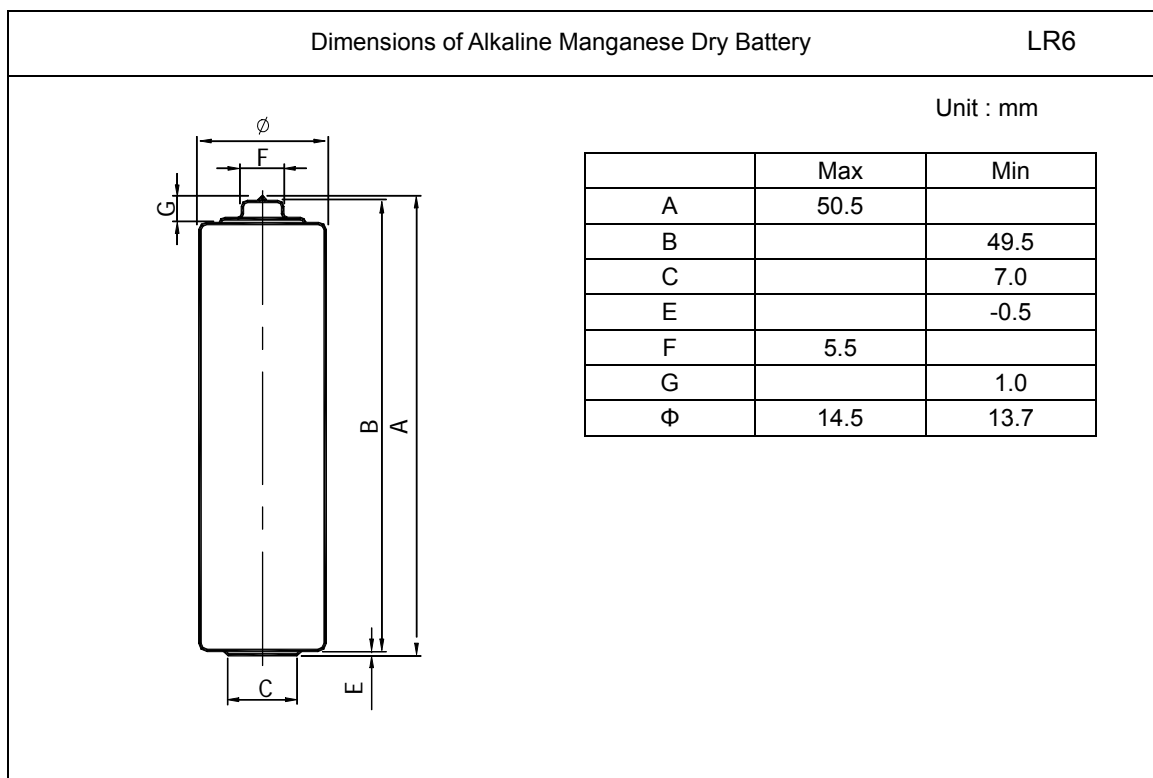 Dimensions of Alkaline Manganese Dry Battery LR6
Unit : mm
Max Min
A 50.5
B 49.5
C 7.0
E -0.5
F 5.5
G 1.0
Φ 14.5 13.7
∅
F
G
B
A
C
E